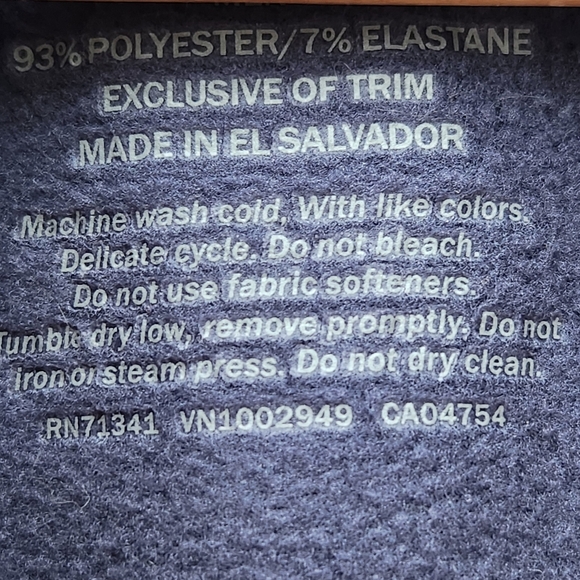 93% POLYESTER/7% ELASTANE
EXCLUSIVE OF TRIM
MADE IN EL SALVADOR
Machine wash cold, With like colors.
Delicate cycle. Do not bleach.
Do not use fabric softeners.
Tumble dry low, remove promptly. Do not
iron or steam press. Do not dry clean.
RN71341 VN1002949 CA04754